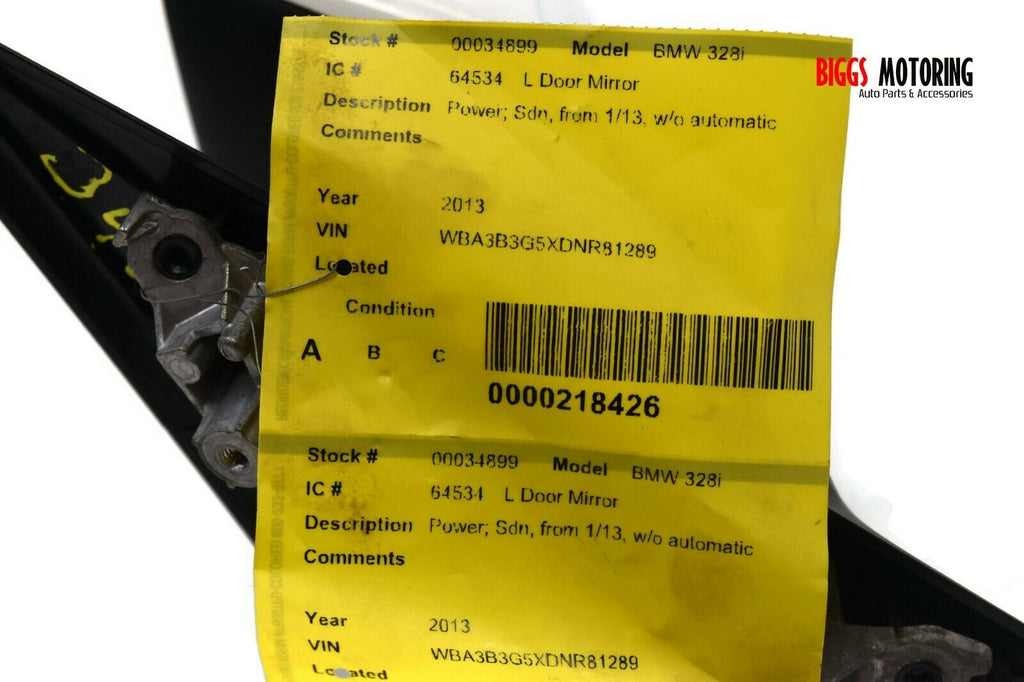 Stock # 00034899 Model BMW 328i
IC # 64534 L Door Mirror
Description Power; Sdn, from 1/13, w/o automatic
Comments
Year 2013
VIN WBA3B3G5XDNR81289
Located
Condition
A B C
0000218426
Stock # 00034899 Model BMW 328i
IC # 64534 L Door Mirror
Description Power; Sdn, from 1/13, w/o automatic
Comments
Year 2013
VIN WBA3B3G5XDNR81289
Located
BIGGS MOTORING
Auto Parts & Accessories